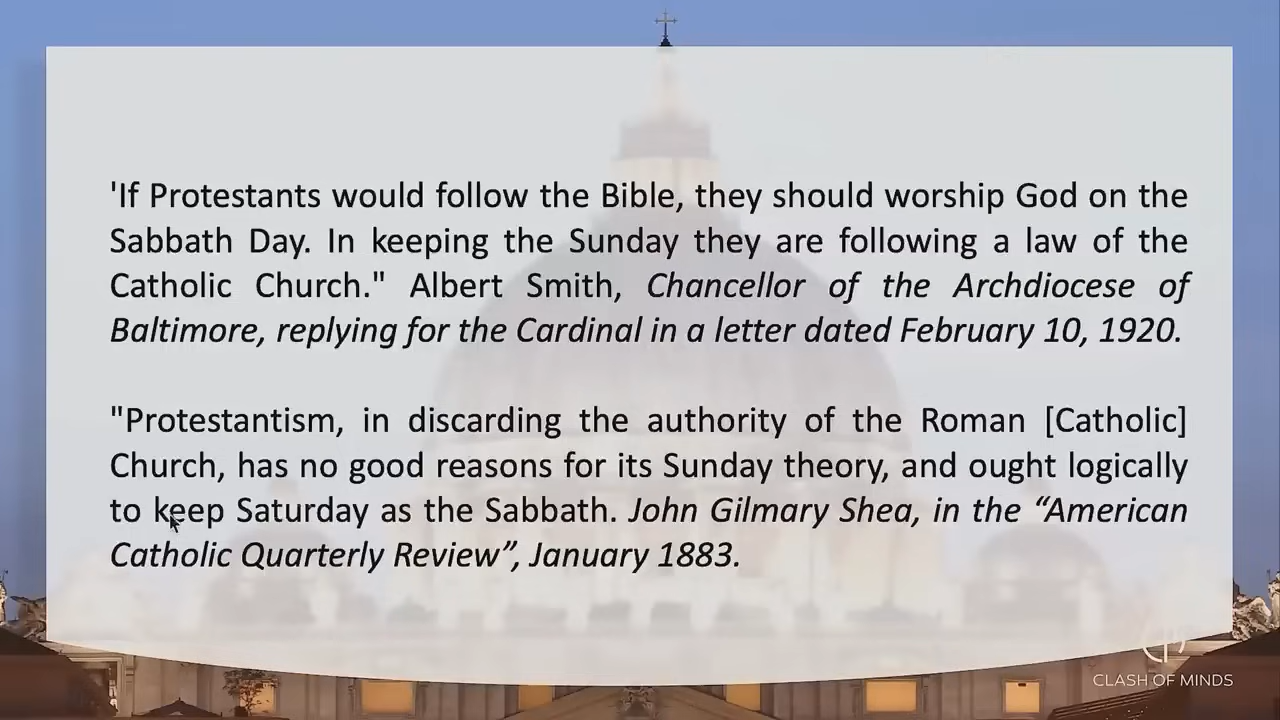 'If Protestants would follow the Bible, they should worship God on the
Sabbath Day. In keeping the Sunday they are following a law of the
Catholic Church." Albert Smith, Chancellor of the Archdiocese of
Baltimore, replying for the Cardinal in a letter dated February 10, 1920.
"Protestantism, in discarding the authority of the Roman [Catholic]
Church, has no good reasons for its Sunday theory, and ought logically
to keep Saturday as the Sabbath. John Gilmary Shea, in the “American
Catholic Quarterly Review”, January 1883.
CLASH OF MINDS